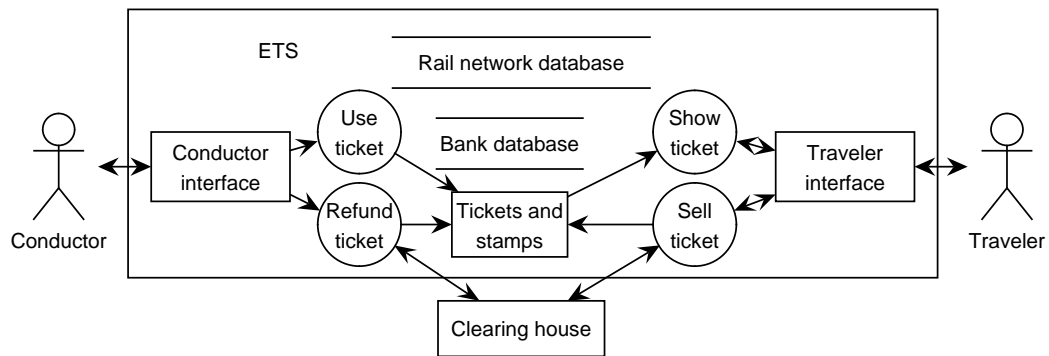 ETS
Rail network database
Use
ticket
Bank database
Show
ticket
Conductor
interface
Traveler
interface
Refund
ticket
Tickets and
stamps
Sell
ticket
Conductor
Traveler
Clearing house